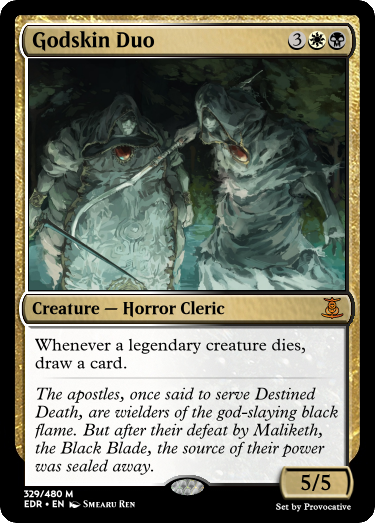 Godskin Duo 3
Creature — Horror Cleric
Whenever a legendary creature dies,
draw a card.
The apostles, once said to serve Destined
Death, are wielders of the god-slaying black
flame. But after their defeat by Maliketh,
the Black Blade, the source of their power
was sealed away.
5/5
329/480 M
EDR • EN Smearu Ren
Set by Provocative